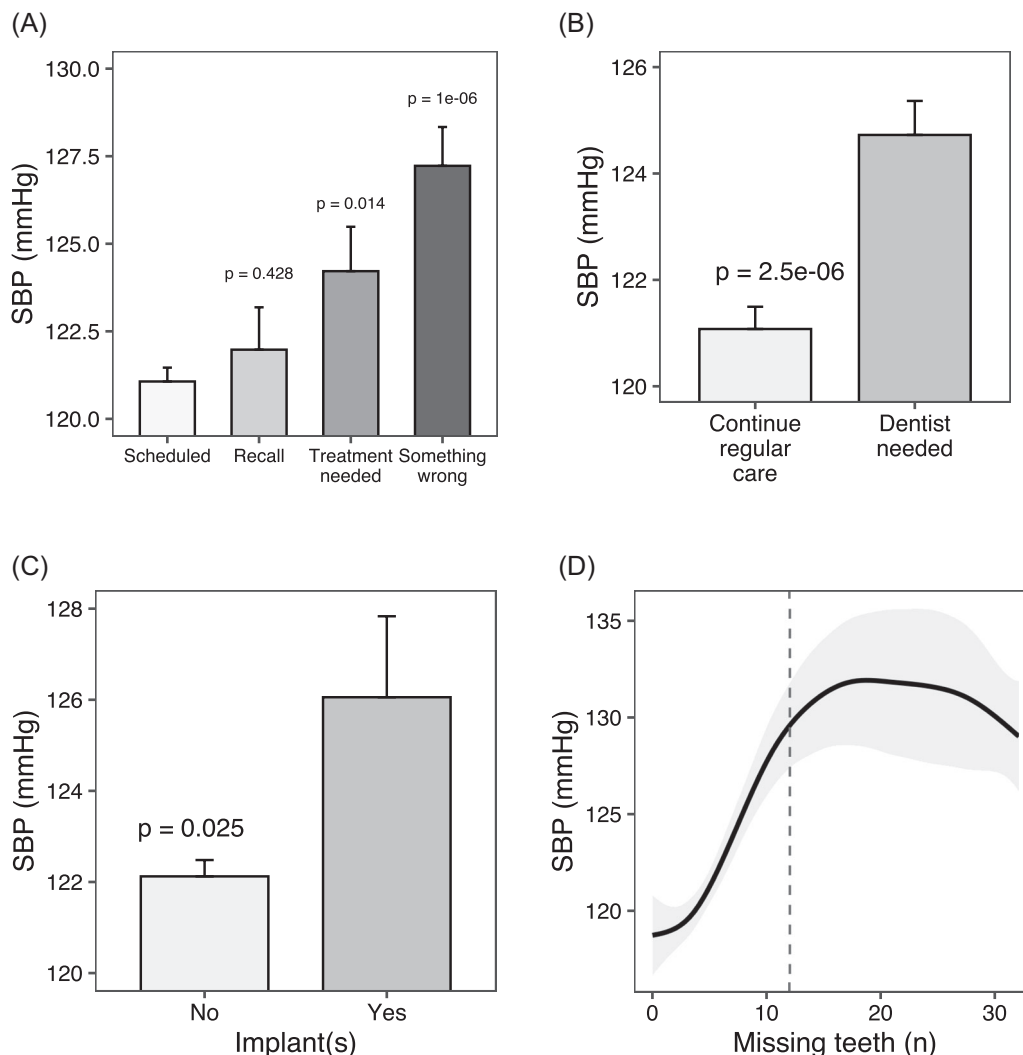 (A)
SBP (mmHg)
130.0
127.5
125.0
122.5
120.0
p = 0.428
p = 0.014
p = 1e-06
Scheduled
Recall
Treatment
needed
Something
wrong
(B)
SBP (mmHg)
126
124
122
120
p = 2.5e-06
Continue
regular
care
Dentist
needed
(C)
SBP (mmHg)
128
126
124
122
120
p = 0.025
No
Yes
Implant(s)
(D)
SBP (mmHg)
135
130
125
120
0
10
20
30
Missing teeth (n)